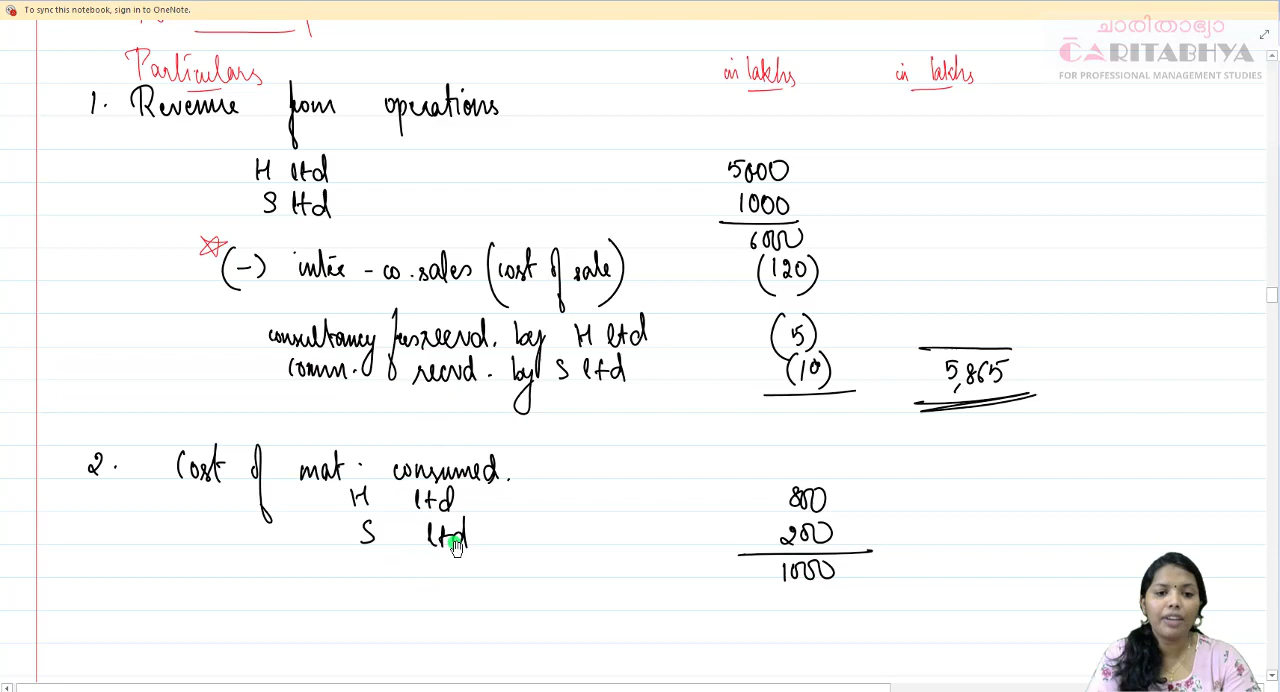 To sync this notebook, sign in to OneNote.
ചാരിതാഭ്യാ
CARITABHYA
FOR PROFESSIONAL MANAGEMENT STUDIES
Particulars in lakhs in lakhs
1. Revenue from operations
H ltd 5000
S ltd 1000
6000
(-) inter-co.sales (cost of sale) (120)
consultancy recvd. by H ltd (5)
comm. recvd. by S ltd (10) 5,865
2. Cost of mat. consumed.
H ltd 800
S ltd 200
1000